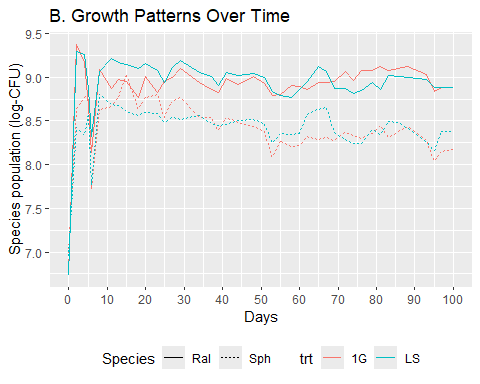 B. Growth Patterns Over Time
Species population (log-CFU)
9.5
9.0
8.5
8.0
7.5
7.0
0 5 10 20 30 40 50 60 70 80 90 100
Days
Species Ral Sph trt 1G LS